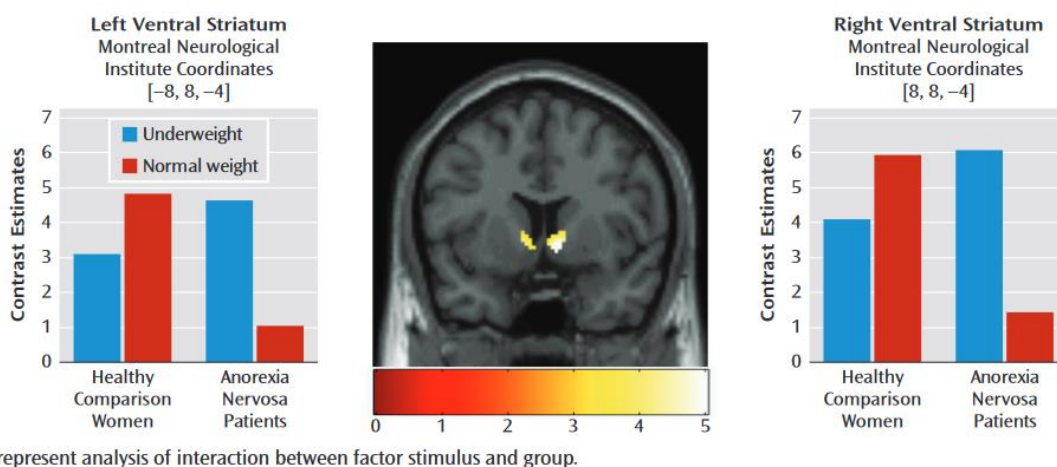 Left Ventral Striatum
Montreal Neurological
Institute Coordinates
[–8, 8, –4]
7
6
5
4
3
2
1
0
Contrast Estimates
Underweight
Normal weight
Healthy
Comparison
Women
Anorexia
Nervosa
Patients
0 1 2 3 4 5
Right Ventral Striatum
Montreal Neurological
Institute Coordinates
[8, 8, –4]
7
6
5
4
3
2
1
0
Contrast Estimates
Healthy
Comparison
Women
Anorexia
Nervosa
Patients
represent analysis of interaction between factor stimulus and group.